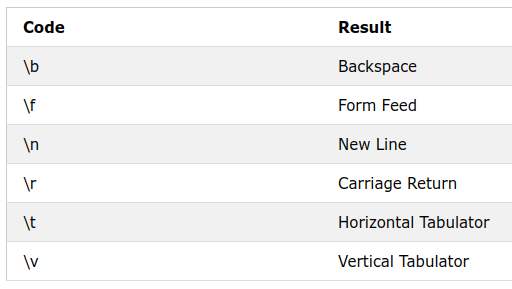 Code Result
\b Backspace
\f Form Feed
\n New Line
\r Carriage Return
\t Horizontal Tabulator
\v Vertical Tabulator